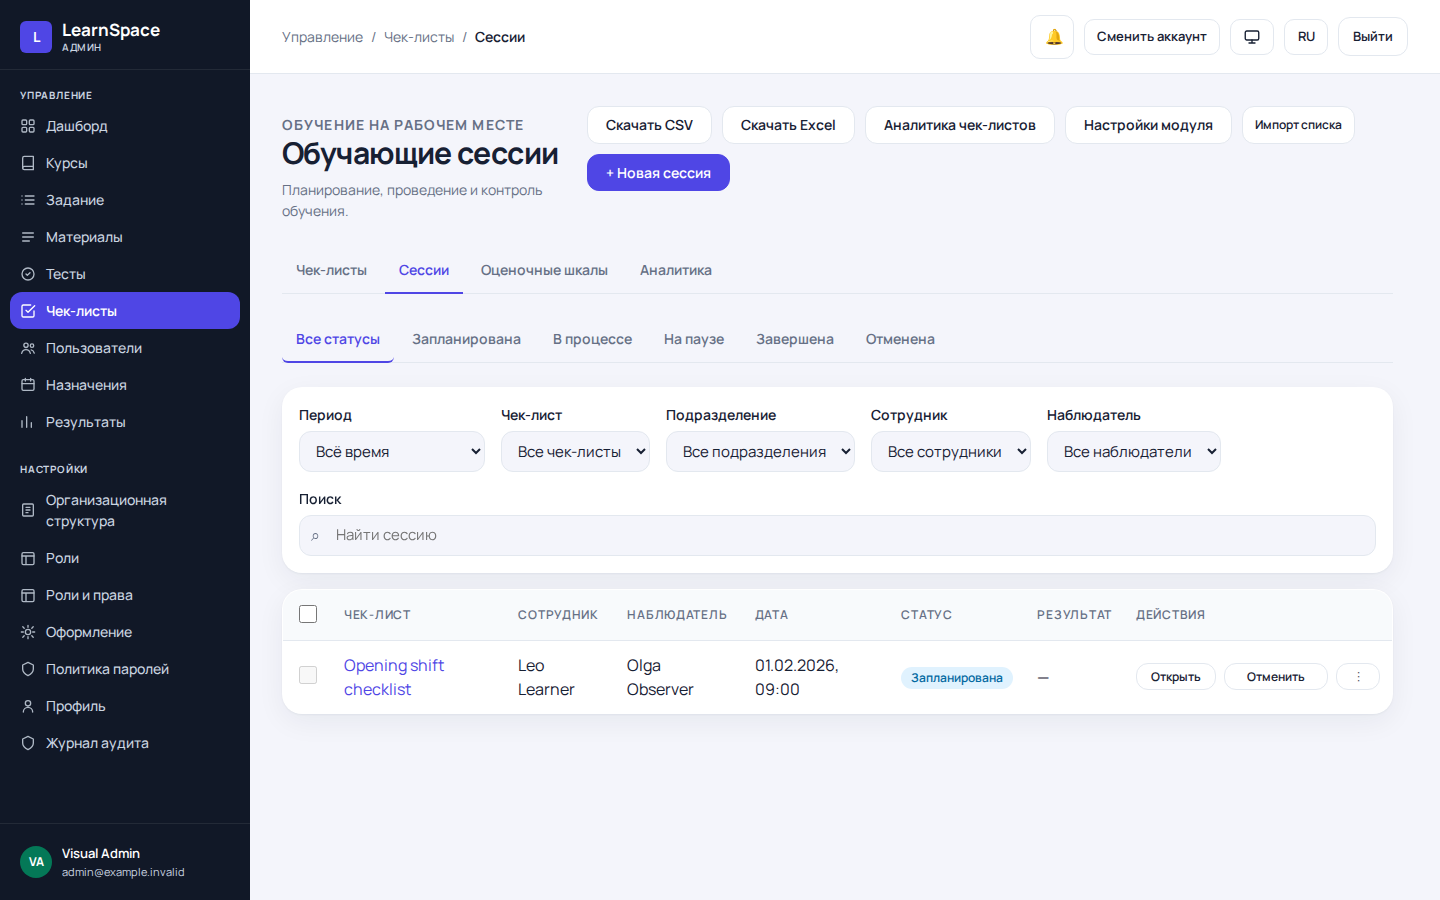 L LearnSpace
АДМИН
УПРАВЛЕНИЕ
Дашборд
Курсы
Задание
Материалы
Тесты
Чек-листы
Пользователи
Назначения
Результаты
НАСТРОЙКИ
Организационная
структура
Роли
Роли и права
Оформление
Политика паролей
Профиль
Журнал аудита
VA Visual Admin
admin@example.invalid
Управление / Чек-листы / Сессии
Сменить аккаунт RU Выйти
ОБУЧЕНИЕ НА РАБОЧЕМ МЕСТЕ
Обучающие сессии
Планирование, проведение и контроль
обучения.
Скачать CSV Скачать Excel Аналитика чек-листов Настройки модуля Импорт списка
+ Новая сессия
Чек-листы Сессии Оценочные шкалы Аналитика
Все статусы Запланирована В процессе На паузе Завершена Отменена
Период Чек-лист Подразделение Сотрудник Наблюдатель
Всё время Все чек-листы Все подразделения Все сотрудники Все наблюдатели
Поиск
Найти сессию
ЧЕК-ЛИСТ СОТРУДНИК НАБЛЮДАТЕЛЬ ДАТА СТАТУС РЕЗУЛЬТАТ ДЕЙСТВИЯ
Opening shift Leo Olga 01.02.2026,
checklist Learner Observer 09:00
Запланирована — Открыть Отменить ⋮